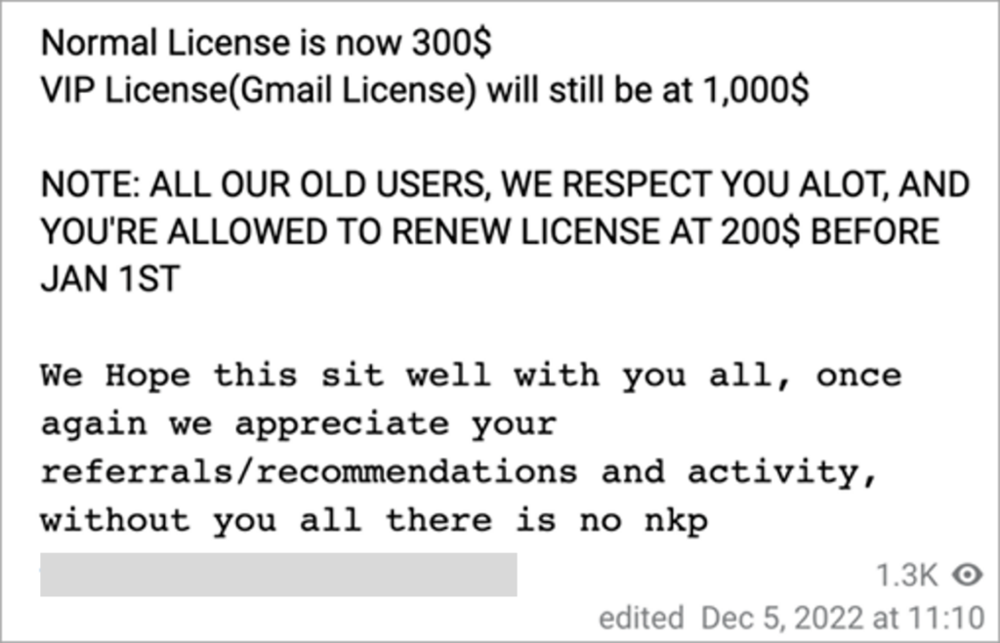 Normal License is now 300$
VIP License(Gmail License) will still be at 1,000$
NOTE: ALL OUR OLD USERS, WE RESPECT YOU ALOT, AND
YOU'RE ALLOWED TO RENEW LICENSE AT 200$ BEFORE
JAN 1ST
We Hope this sit well with you all, once
again we appreciate your
referrals/recommendations and activity,
without you all there is no nkp
1.3K
edited Dec 5, 2022 at 11:10